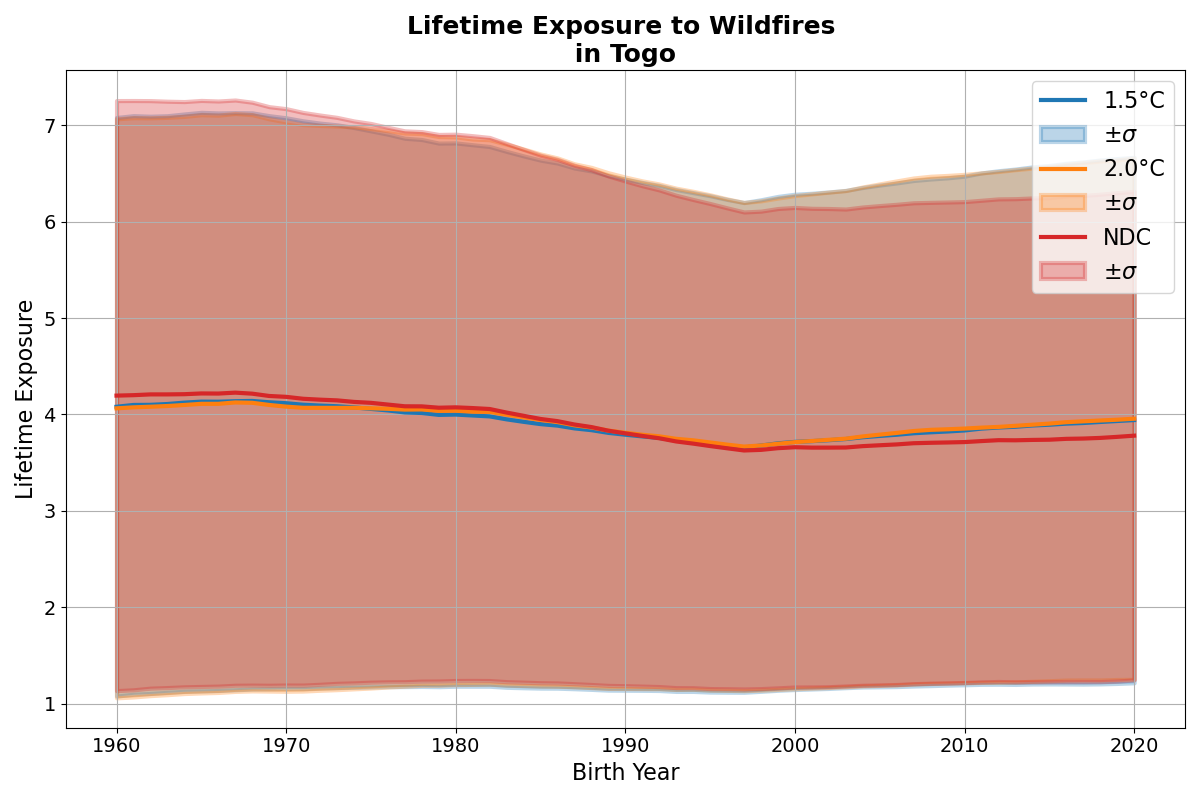 Lifetime Exposure to Wildfires
in Togo
Lifetime Exposure
7
6
5
4
3
2
1
1960
1970
1980
1990
2000
2010
2020
Birth Year
1.5°C
±σ
2.0°C
±σ
NDC
±σ